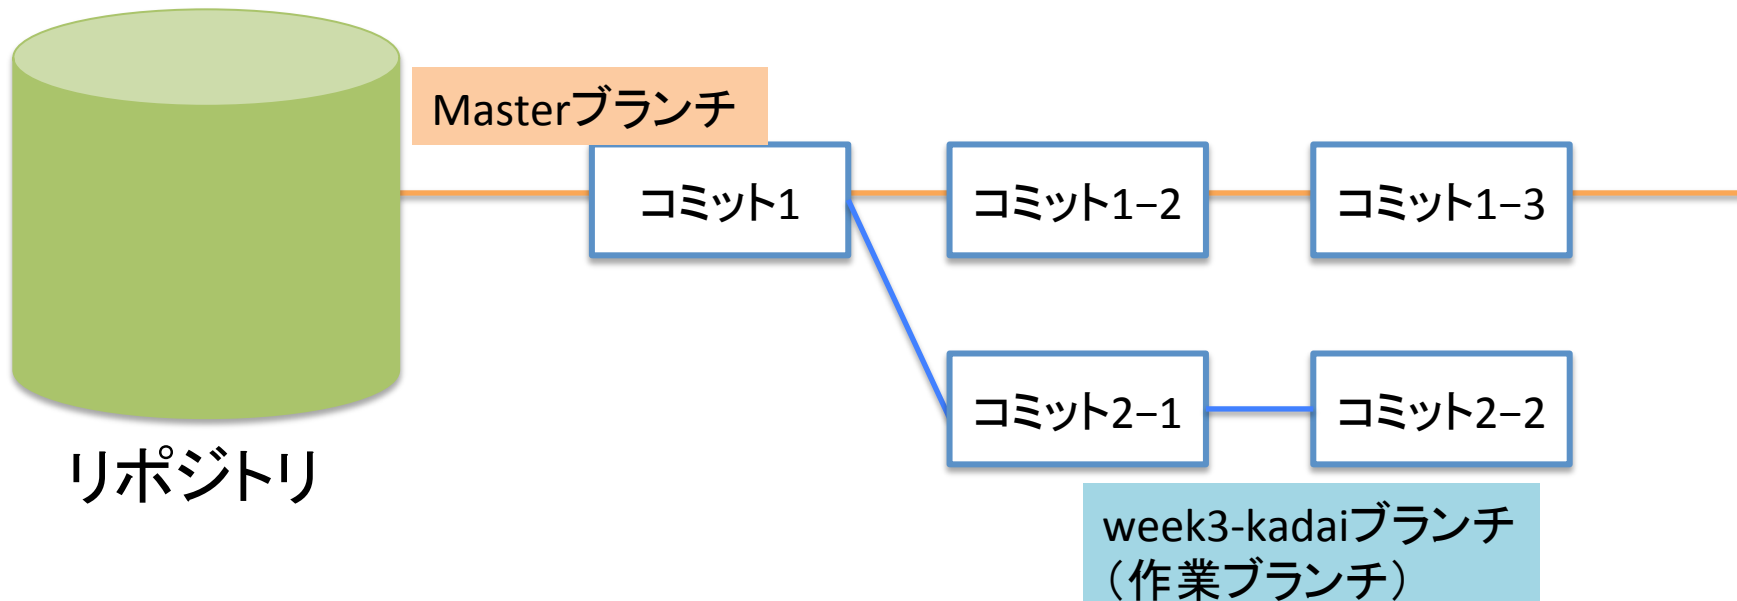 Masterブランチ
コミット1
コミット1−2
コミット1−3
コミット2−1
コミット2−2
リポジトリ
week3-kadaiブランチ
（作業ブランチ）